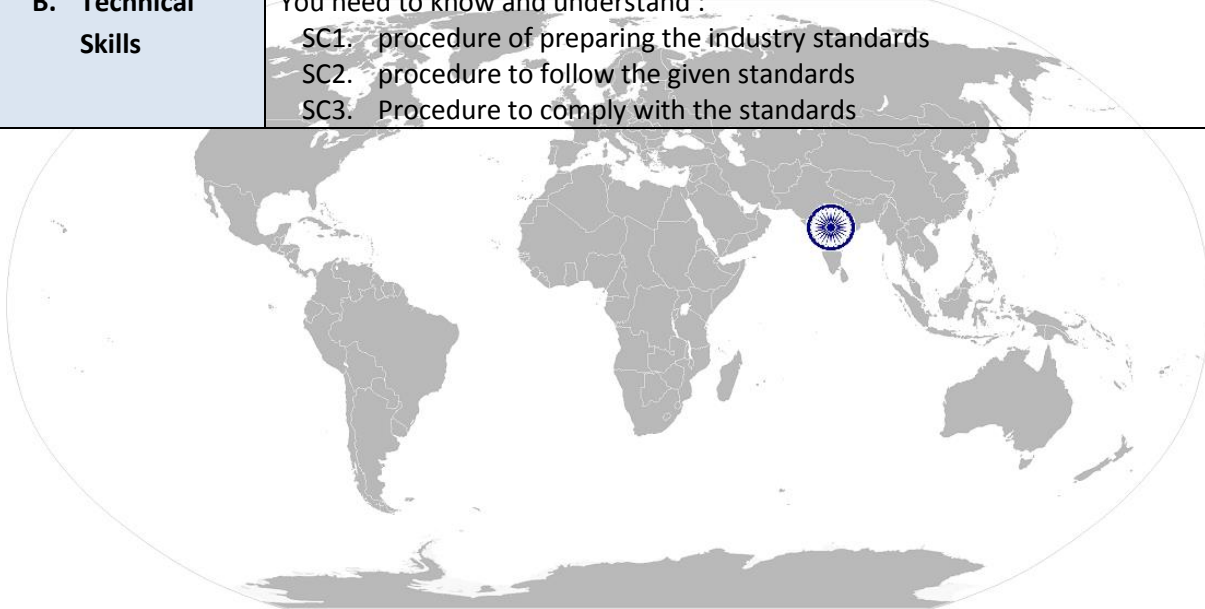 B. Technical Skills
You need to know and understand :
SC1. procedure of preparing the industry standards
SC2. procedure to follow the given standards
SC3. Procedure to comply with the standards